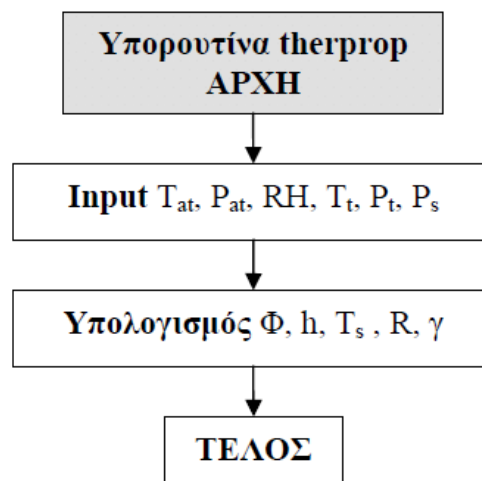 Υπορουτίνα therprop
ΑΡΧΗ
Input Tat, Pat, RH, Tt, Pt, Ps
Υπολογισμός Φ, h, Ts , R, γ
ΤΕΛΟΣ